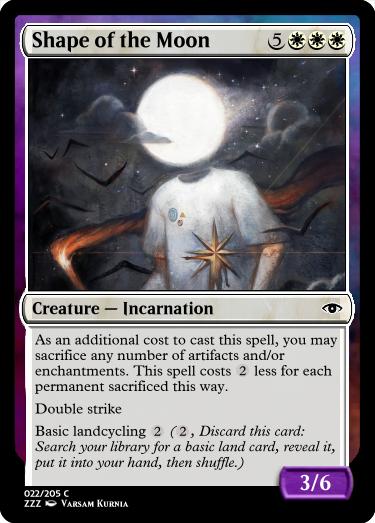 Shape of the Moon 5
Creature — Incarnation
As an additional cost to cast this spell, you may
sacrifice any number of artifacts and/or
enchantments. This spell costs 2 less for each
permanent sacrificed this way.
Double strike
Basic landcycling 2 (2, Discard this card:
Search your library for a basic land card, reveal it,
put it into your hand, then shuffle.)
3/6
022/205 C
ZZZ Varsam Kurnia